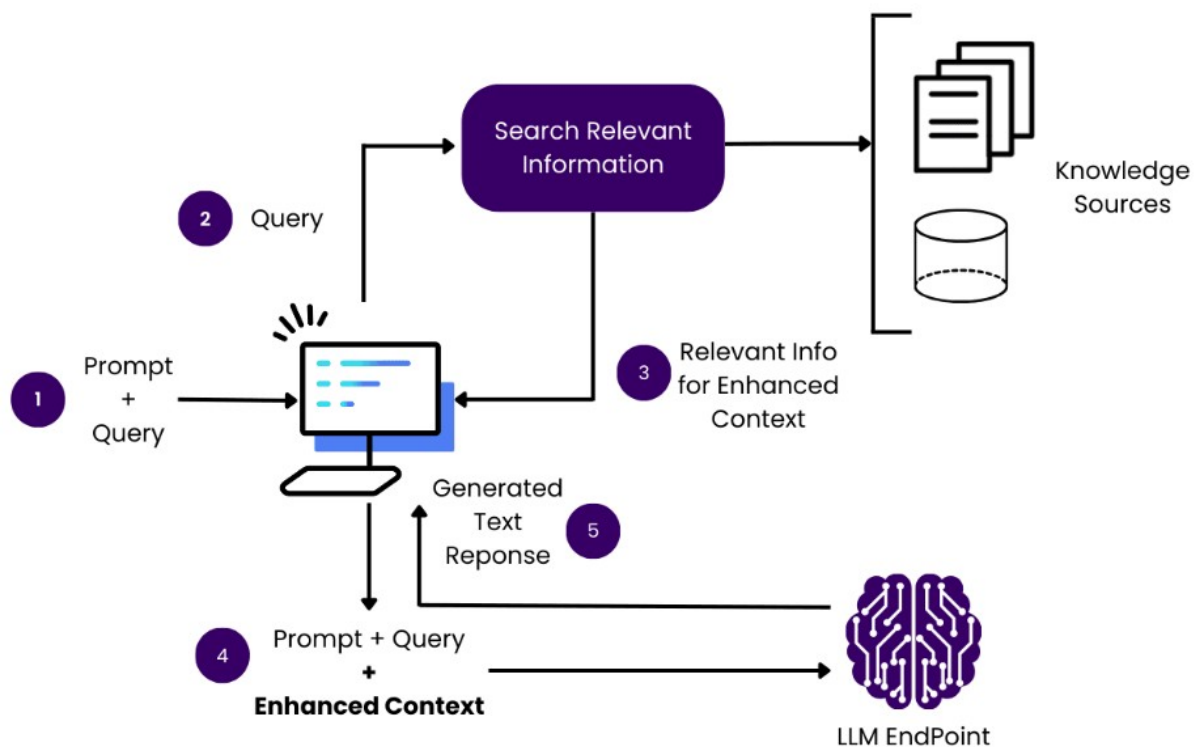 Search Relevant
Information
Knowledge
Sources
2
Query
1
Prompt
+
Query
3
Relevant Info
for Enhanced
Context
Generated
Text
Reponse
5
4
Prompt + Query
+
Enhanced Context
LLM EndPoint